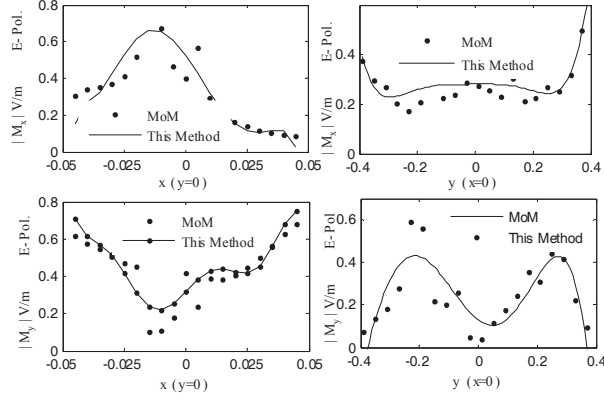 0.8
0.6
0.4
0.2
0
-0.05
-0.025
0
0.025
0.05
x (y=0)
| Mx | V/m E- Pol.
MoM
This Method
0.6
0.4
0.2
0
-0.4
-0.2
0
0.2
0.4
y (x=0)
| Mx | V/m E- Pol.
MoM
This Method
0.8
0.6
0.4
0.2
0
-0.05
-0.025
0
0.025
0.05
x (y=0)
| My | V/m E- Pol.
MoM
This Method
0.6
0.4
0.2
0
-0.4
-0.2
0
0.2
0.4
y (x=0)
| My | V/m E- Pol.
MoM
This Method